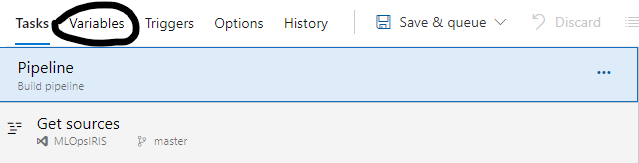 Tasks Variables Triggers Options History Save & queue Discard
Pipeline
Build pipeline
Get sources
MLOpsIRIS master